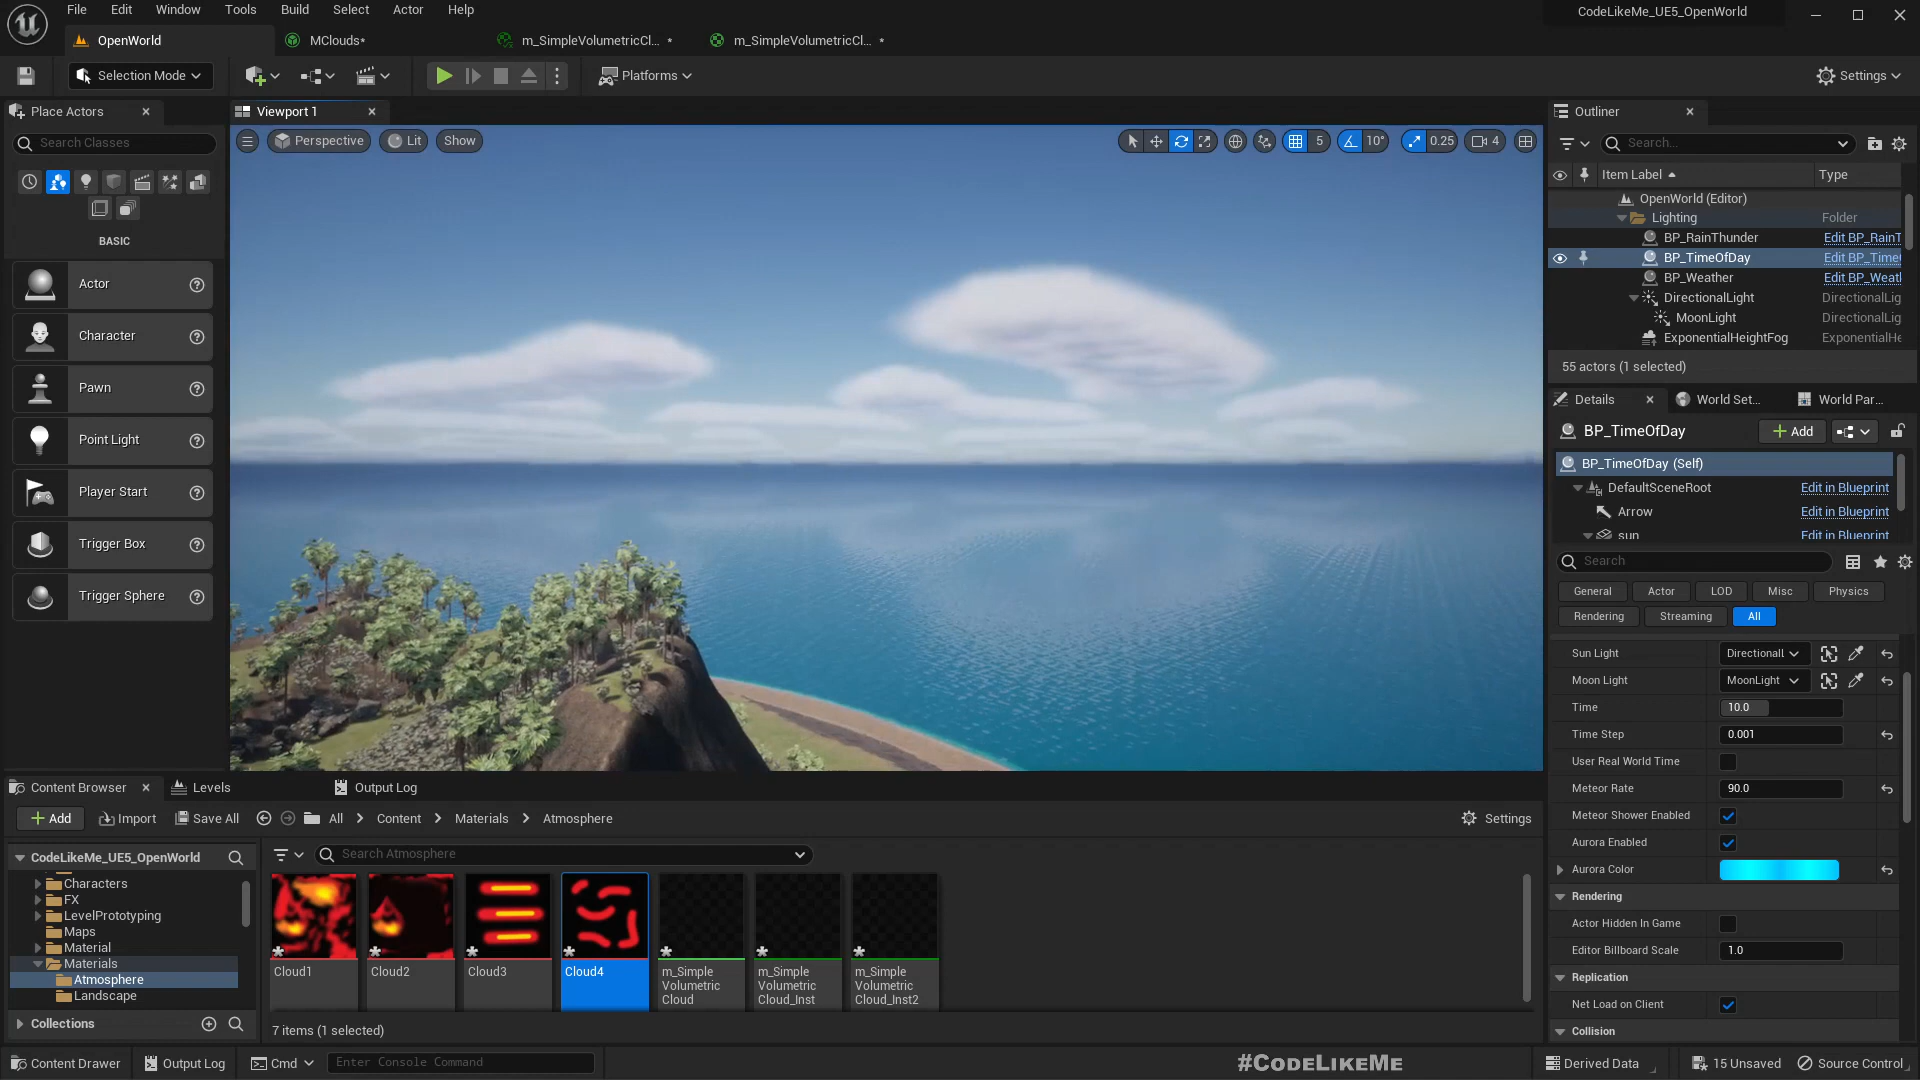 File Edit Window Tools Build Select Actor Help
CodeLikeMe_UE5_OpenWorld
OpenWorld
MClouds*
m_SimpleVolumetricCl... *
m_SimpleVolumetricCl... *
Selection Mode
Platforms
Settings
Place Actors
Search Classes
BASIC
Actor
Character
Pawn
Point Light
Player Start
Trigger Box
Trigger Sphere
Viewport 1
Perspective Lit Show
5 10° 0.25 4
Outliner
Search...
Item Label Type
OpenWorld (Editor)
Lighting Folder
BP_RainThunder Edit BP_RainT
BP_TimeOfDay Edit BP_Time
BP_Weather Edit BP_Weatl
DirectionalLight DirectionalLig
MoonLight DirectionalLig
ExponentialHeightFog ExponentialHe
55 actors (1 selected)
Details World Set... World Par...
BP_TimeOfDay Add
BP_TimeOfDay (Self)
DefaultSceneRoot Edit in Blueprint
Arrow Edit in Blueprint
sun Edit in Blueprint
Search
General Actor LOD Misc Physics
Rendering Streaming All
Sun Light Directionall
Moon Light MoonLight
Time 10.0
Time Step 0.001
User Real World Time
Meteor Rate 90.0
Meteor Shower Enabled
Aurora Enabled
Aurora Color
Rendering
Actor Hidden In Game
Editor Billboard Scale 1.0
Replication
Net Load on Client
Collision
Content Browser Levels Output Log
Add Import Save All All Content Materials Atmosphere Settings
CodeLikeMe_UE5_OpenWorld
Search Atmosphere
Characters
FX
LevelPrototyping
Maps
Material
Materials
Atmosphere
Landscape
Collections
Cloud1
Cloud2
Cloud3
Cloud4
m_Simple
Volumetric
Cloud
m_Simple
Volumetric
Cloud_Inst
m_Simple
Volumetric
Cloud_Inst2
7 items (1 selected)
Content Drawer Output Log Cmd Enter Console Command
#CodeLikeMe
Derived Data 15 Unsaved Source Control